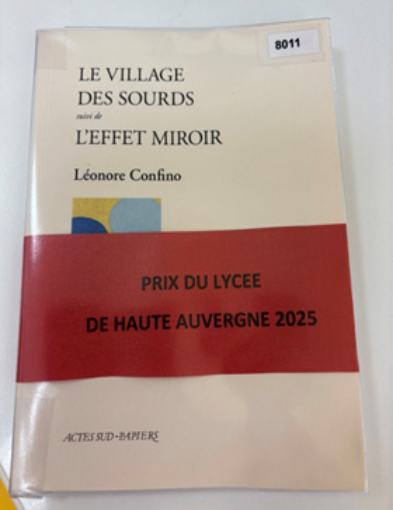 8011
LE VILLAGE
DES SOURDS
suivi de
L'EFFET MIROIR
Léonore Confino
PRIX DU LYCEE
DE HAUTE AUVERGNE 2025
ACTES SUD-PAPIERS